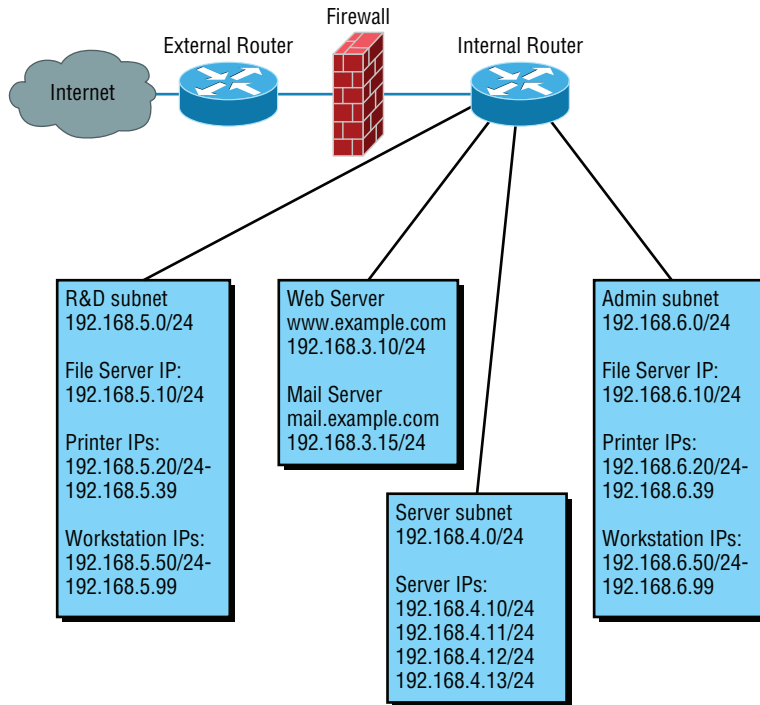 Firewall
External Router
Internal Router
Internet
R&D subnet
192.168.5.0/24
File Server IP:
192.168.5.10/24
Printer IPs:
192.168.5.20/24-
192.168.5.39
Workstation IPs:
192.168.5.50/24-
192.168.5.99
Web Server
www.example.com
192.168.3.10/24
Mail Server
mail.example.com
192.168.3.15/24
Server subnet
192.168.4.0/24
Server IPs:
192.168.4.10/24
192.168.4.11/24
192.168.4.12/24
192.168.4.13/24
Admin subnet
192.168.6.0/24
File Server IP:
192.168.6.10/24
Printer IPs:
192.168.6.20/24-
192.168.6.39
Workstation IPs:
192.168.6.50/24-
192.168.6.99